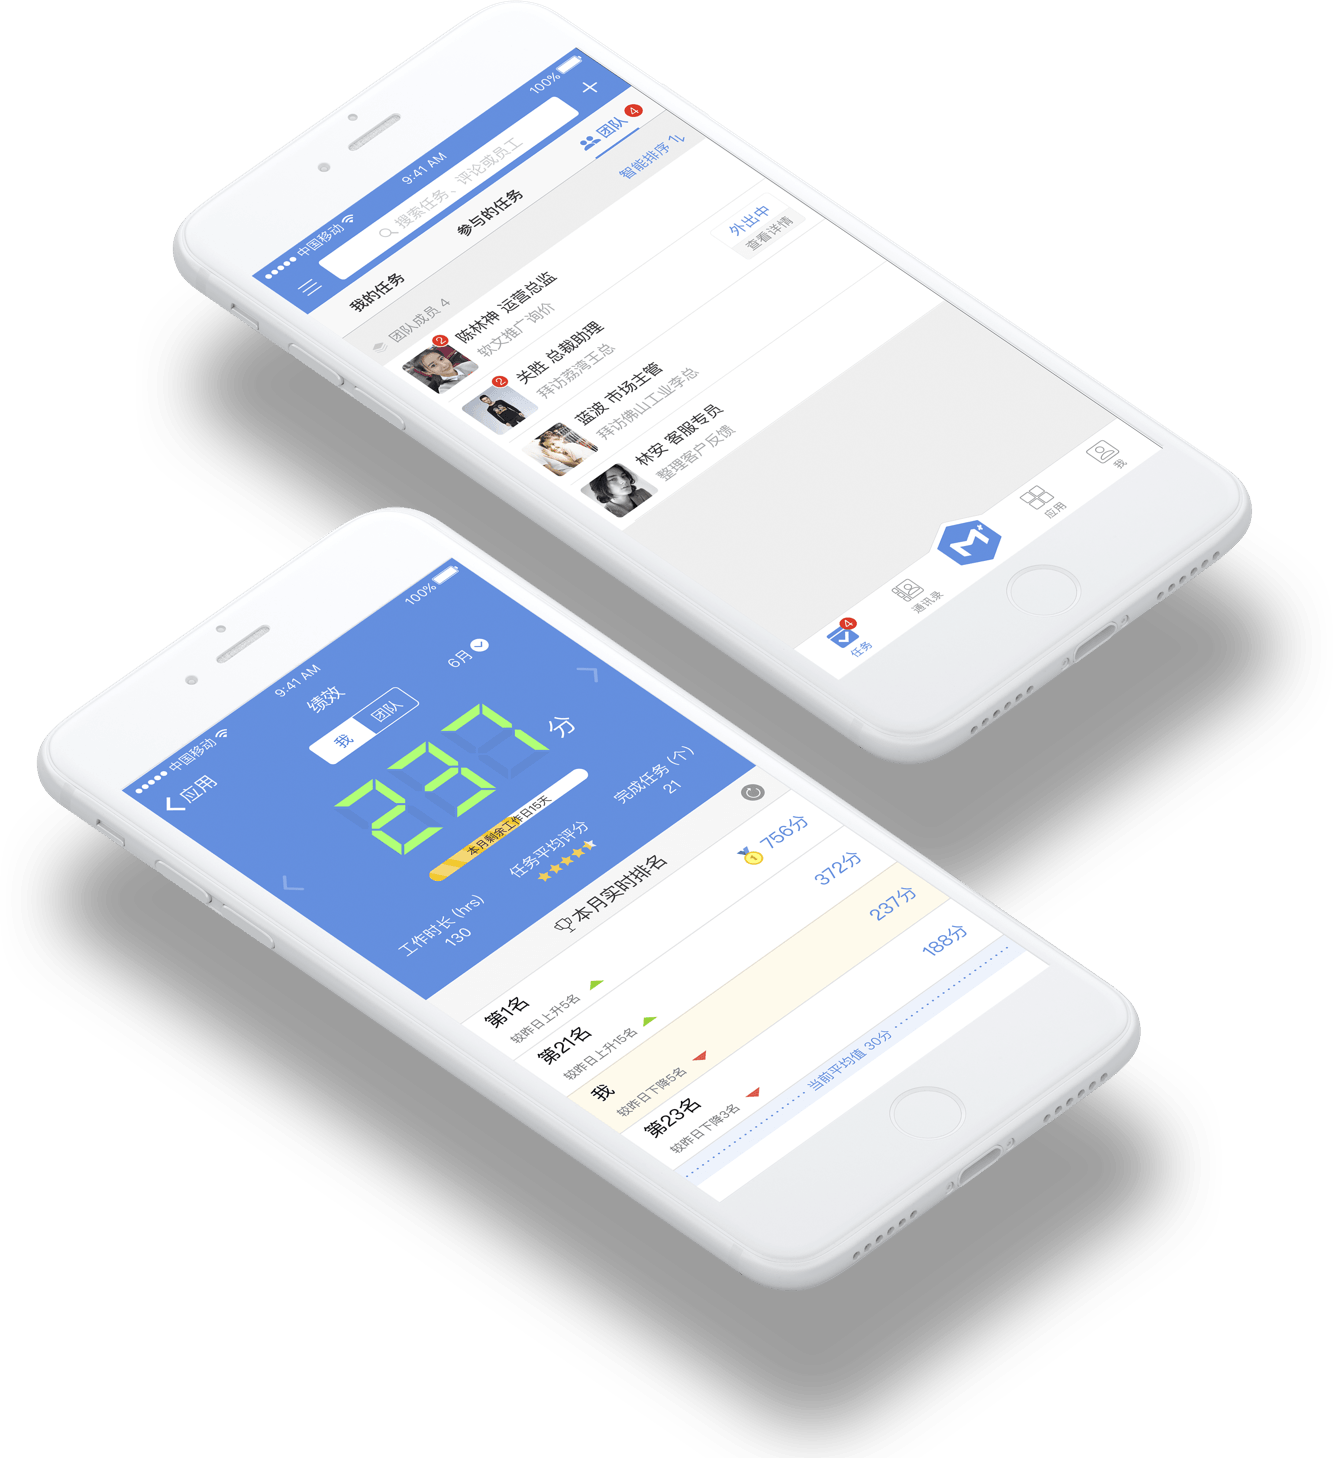 中国移动 9:41 AM 100%
搜索任务、评论或员工
我的任务 参与的任务 团队 4
团队成员 4 智能排序
2
陈林神 运营总监
软文推广询价
外出中
查看详情
2
关胜 总裁助理
拜访荔湾王总
蓝波 市场主管
拜访佛山工业李总
林安 客服专员
整理客户反馈
4
任务 通讯录 M+ 应用 我
中国移动 9:41 AM 100%
应用 绩效 6月
我 团队
237 分
本月剩余工作日15天
工作时长 (hrs) 任务平均评分 完成任务 (个)
130 21
本月实时排名
第1名 1 756分
较昨日上升5名
第21名 372分
较昨日上升15名
我 237分
较昨日下降5名
第23名 188分
较昨日下降3名
当前平均值 30分